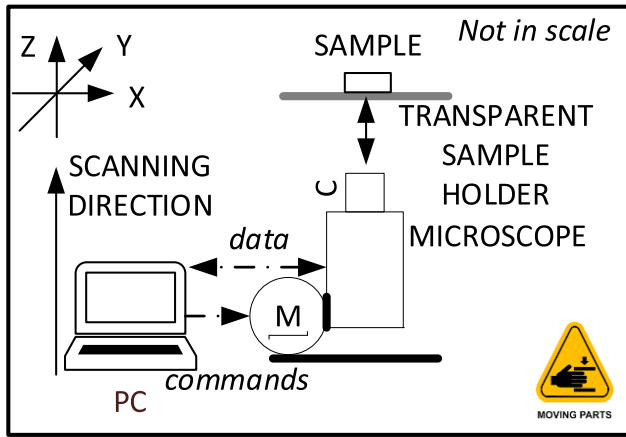 Not in scale
SAMPLE
Z
Y
X
TRANSPARENT
SAMPLE
HOLDER
MICROSCOPE
SCANNING
DIRECTION
C
data
M
commands
PC
MOVING PARTS